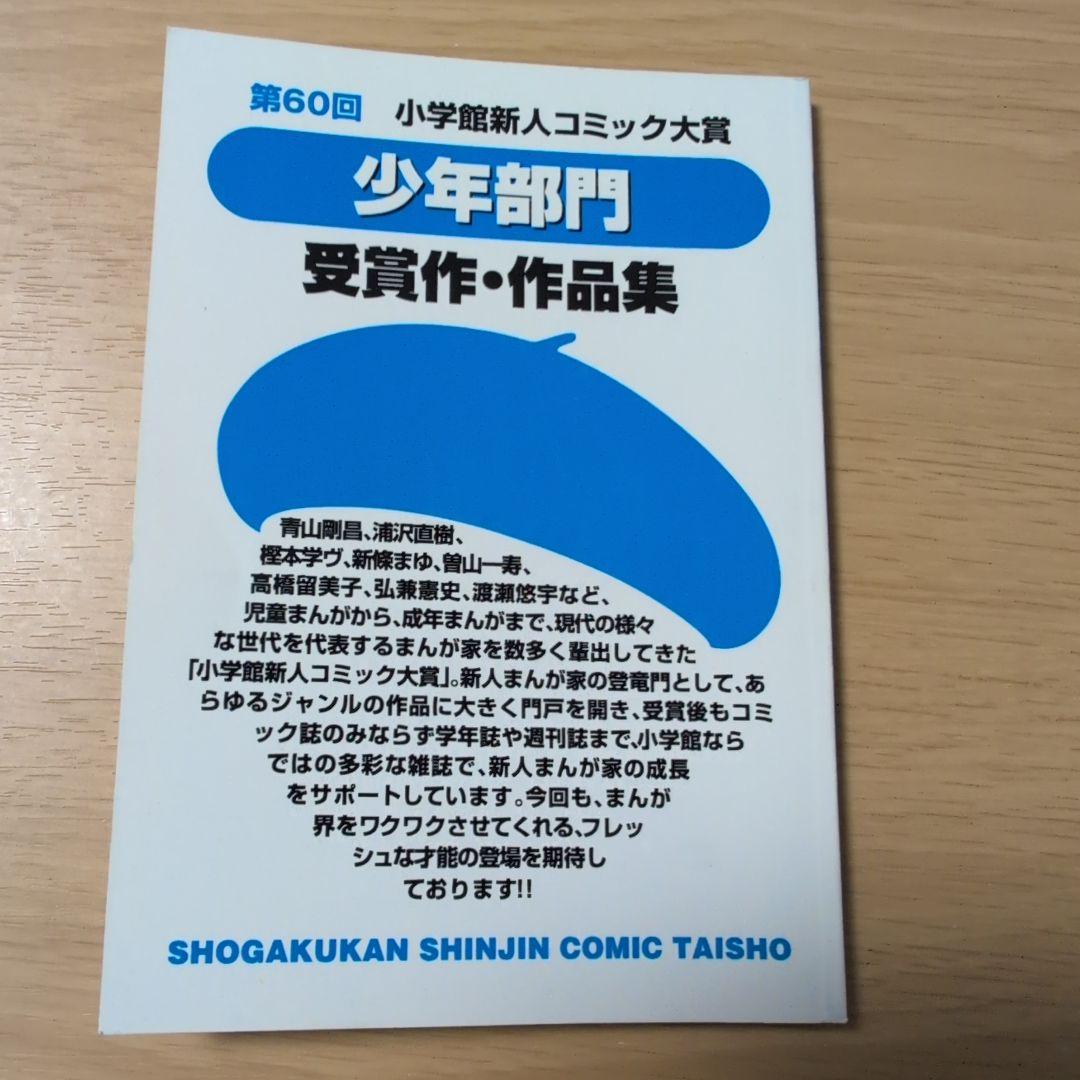 第60回 小学館新人コミック大賞
少年部門
受賞作・作品集
青山剛昌、浦沢直樹、
樫本学ヴ、新條まゆ、曽山一寿、
高橋留美子、弘兼憲史、渡瀬悠宇など、
児童まんがから、成年まんがまで、現代の様々
な世代を代表するまんが家を数多く輩出してきた
「小学館新人コミック大賞」。新人まんが家の登竜門として、あ
らゆるジャンルの作品に大きく門戸を開き、受賞後もコミ
ック誌のみならず学年誌や週刊誌まで、小学館なら
ではの多彩な雑誌で、新人まんが家の成長
をサポートしています。今回も、まんが
界をワクワクさせてくれる、フレッ
シュな才能の登場を期待し
ております!!
SHOGAKUKAN SHINJIN COMIC TAISHO